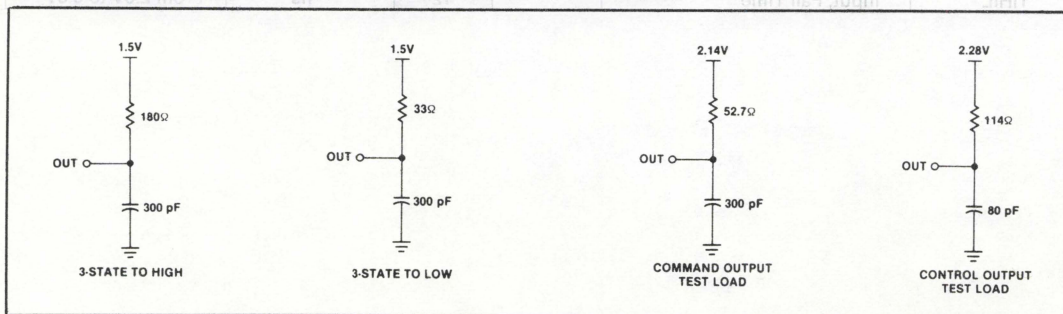 1.5V
180Ω
OUT
300 pF
3-STATE TO HIGH
1.5V
33Ω
OUT
300 pF
3-STATE TO LOW
2.14V
52.7Ω
OUT
300 pF
COMMAND OUTPUT
TEST LOAD
2.28V
114Ω
OUT
80 pF
CONTROL OUTPUT
TEST LOAD